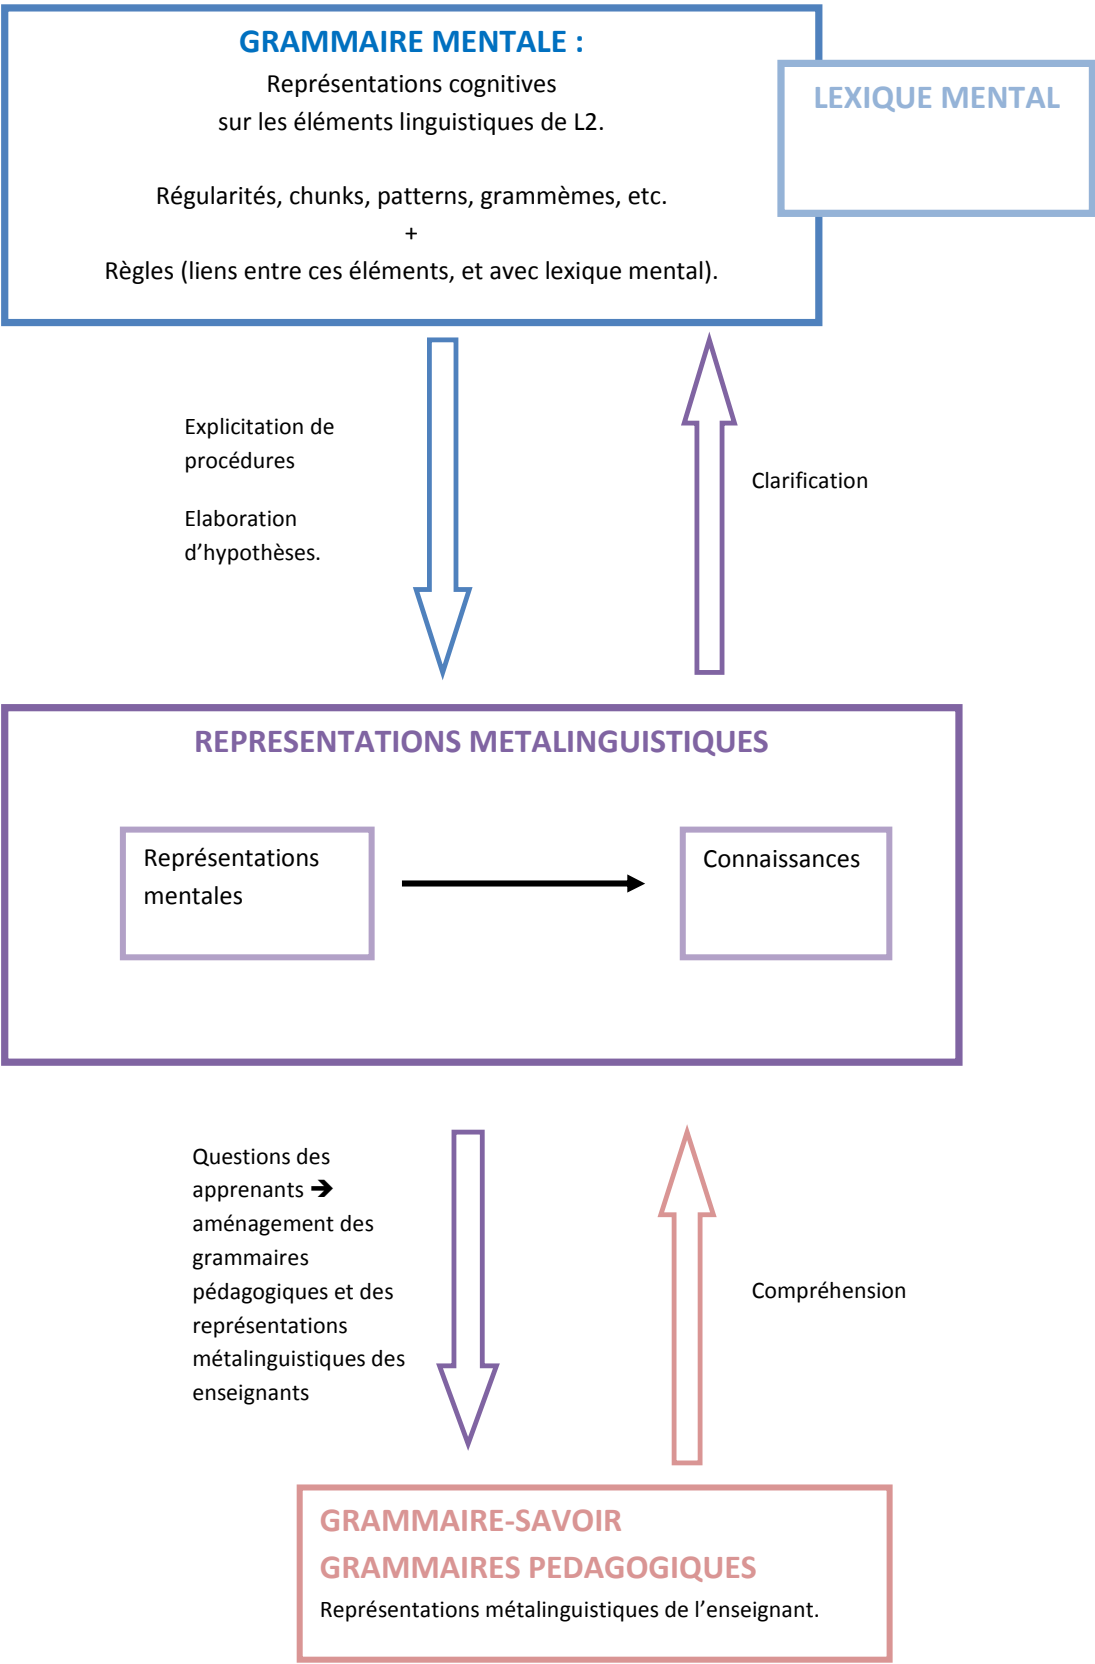 GRAMMAIRE MENTALE :
Représentations cognitives
sur les éléments linguistiques de L2.
Régularités, chunks, patterns, grammèmes, etc.
+
Règles (liens entre ces éléments, et avec lexique mental).
LEXIQUE MENTAL
Explicitation de
procédures
Elaboration
d’hypothèses.
Clarification
REPRESENTATIONS METALINGUISTIQUES
Représentations
mentales
Connaissances
Questions des
apprenants ➔
aménagement des
grammaires
pédagogiques et des
représentations
métalinguistiques des
enseignants
Compréhension
GRAMMAIRE-SAVOIR
GRAMMAIRES PEDAGOGIQUES
Représentations métalinguistiques de l’enseignant.